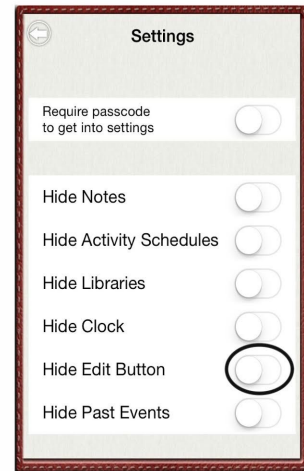 Settings
Require passcode
to get into settings
Hide Notes
Hide Activity Schedules
Hide Libraries
Hide Clock
Hide Edit Button
Hide Past Events